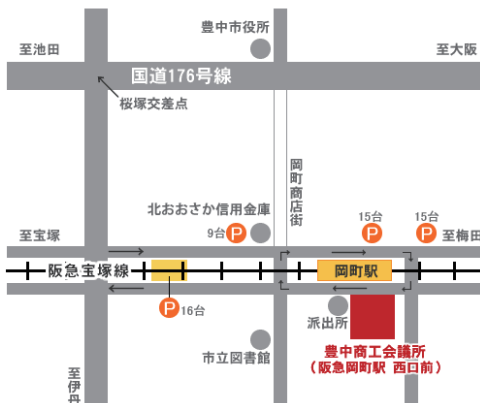 豊中市役所
至池田
至大阪
国道176号線
桜塚交差点
岡町商店街
北おおさか信用金庫
9台
P
15台
P
15台
P
至宝塚
至梅田
阪急宝塚線
岡町駅
P
16台
派出所
市立図書館
豊中商工会議所
(阪急岡町駅 西口前)
至伊丹